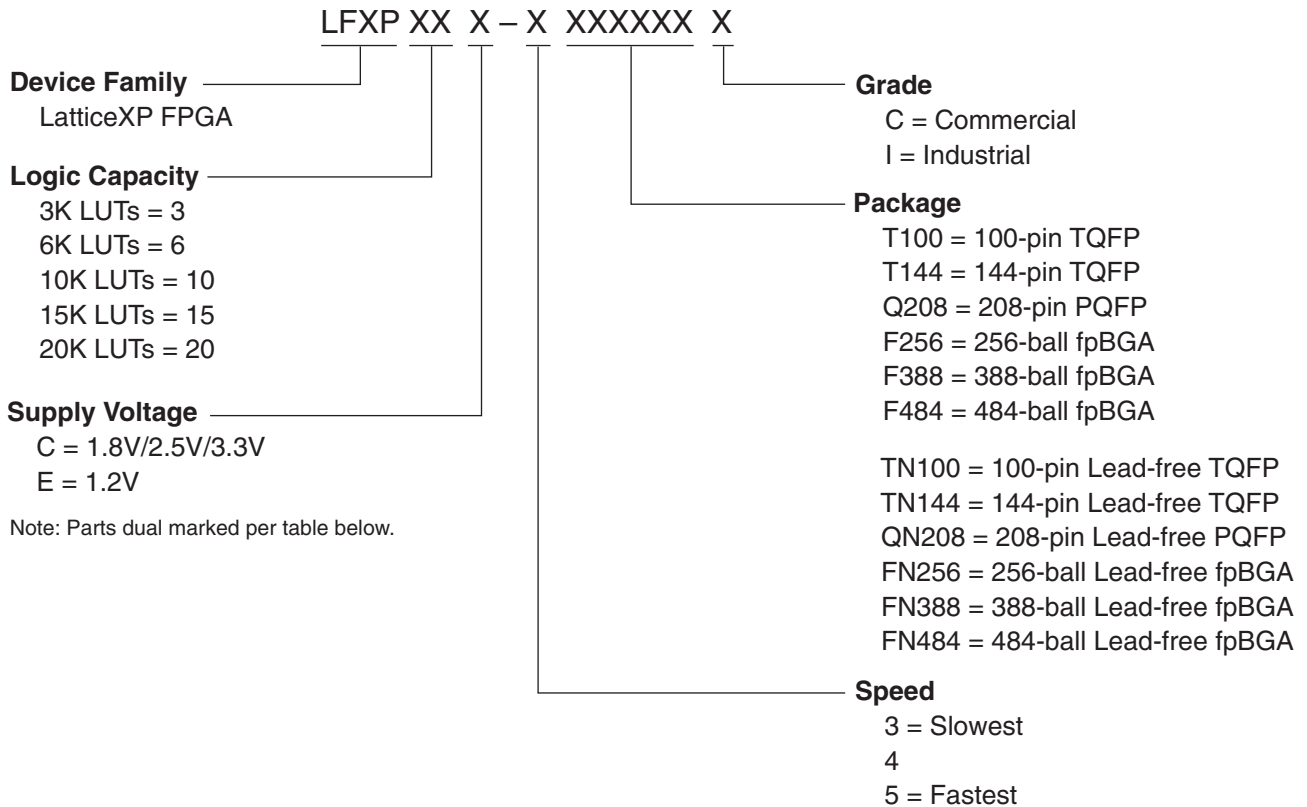 LFXP XX X – X XXXXXX X
Device Family
LatticeXP FPGA
Logic Capacity
3K LUTs = 3
6K LUTs = 6
10K LUTs = 10
15K LUTs = 15
20K LUTs = 20
Supply Voltage
C = 1.8V/2.5V/3.3V
E = 1.2V
Note: Parts dual marked per table below.
Grade
C = Commercial
I = Industrial
Package
T100 = 100-pin TQFP
T144 = 144-pin TQFP
Q208 = 208-pin PQFP
F256 = 256-ball fpBGA
F388 = 388-ball fpBGA
F484 = 484-ball fpBGA
TN100 = 100-pin Lead-free TQFP
TN144 = 144-pin Lead-free TQFP
QN208 = 208-pin Lead-free PQFP
FN256 = 256-ball Lead-free fpBGA
FN388 = 388-ball Lead-free fpBGA
FN484 = 484-ball Lead-free fpBGA
Speed
3 = Slowest
4
5 = Fastest